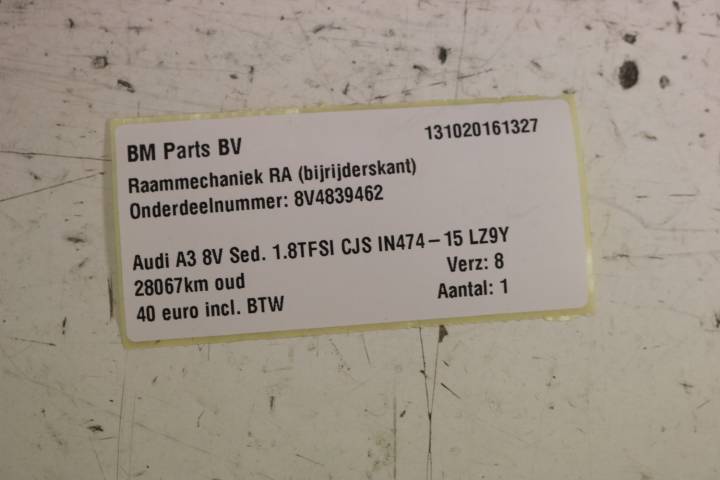 BM Parts BV 131020161327
Raammechaniek RA (bijrijderskant)
Onderdeelnummer: 8V4839462
Audi A3 8V Sed. 1.8TFSI CJS IN474 – 15 LZ9Y
28067km oud Verz: 8
40 euro incl. BTW Aantal: 1